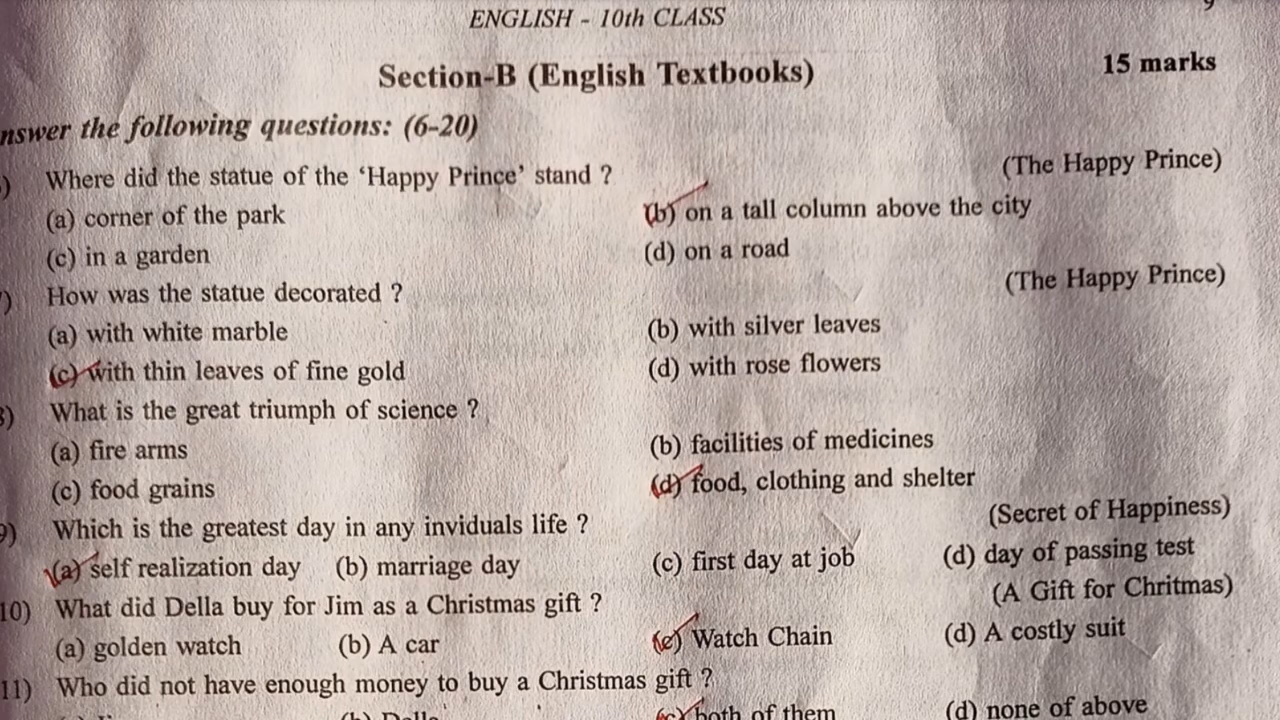 ENGLISH - 10th CLASS
Section-B (English Textbooks) 15 marks
nswer the following questions: (6-20)
) Where did the statue of the ‘Happy Prince’ stand ? (The Happy Prince)
(a) corner of the park (b) on a tall column above the city
(c) in a garden (d) on a road
) How was the statue decorated ? (The Happy Prince)
(a) with white marble (b) with silver leaves
(c) with thin leaves of fine gold (d) with rose flowers
8) What is the great triumph of science ?
(a) fire arms (b) facilities of medicines
(c) food grains (d) food, clothing and shelter
9) Which is the greatest day in any inviduals life ? (Secret of Happiness)
(a) self realization day (b) marriage day (c) first day at job (d) day of passing test
10) What did Della buy for Jim as a Christmas gift ? (A Gift for Chritmas)
(a) golden watch (b) A car (c) Watch Chain (d) A costly suit
11) Who did not have enough money to buy a Christmas gift ?
(b) Della (c) both of them (d) none of above